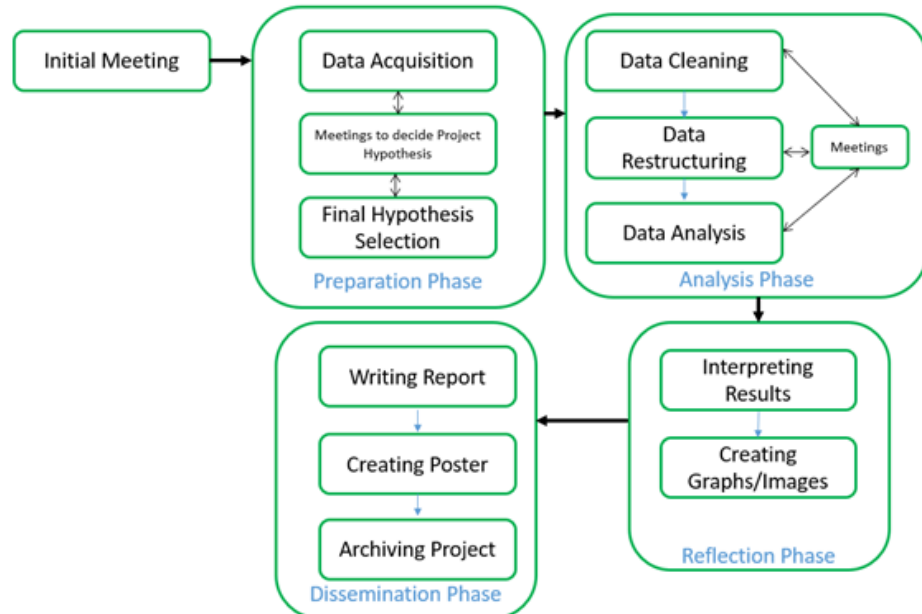 Initial Meeting
Data Acquisition
Meetings to decide Project
Hypothesis
Final Hypothesis
Selection
Preparation Phase
Data Cleaning
Data
Restructuring
Meetings
Data Analysis
Analysis Phase
Interpreting
Results
Creating
Graphs/Images
Reflection Phase
Writing Report
Creating Poster
Archiving Project
Dissemination Phase